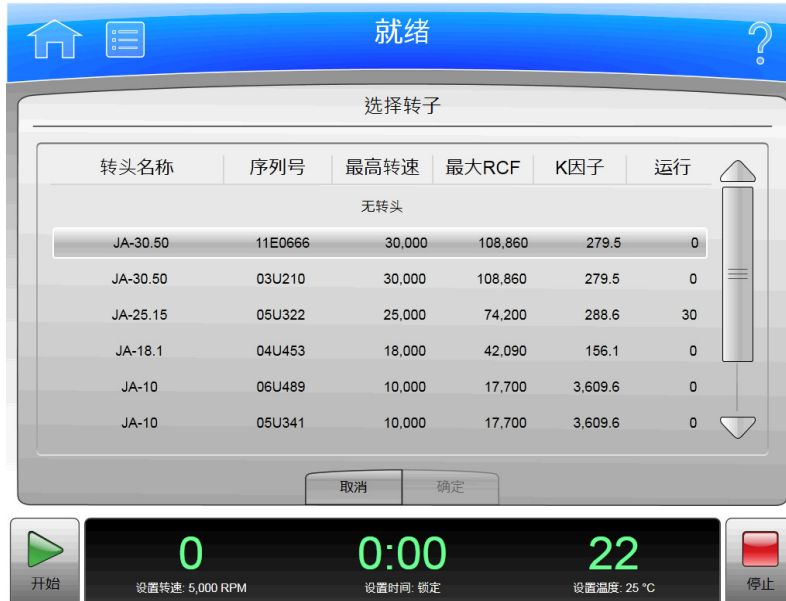 就绪
选择转子
转头名称 序列号 最高转速 最大RCF K因子 运行
无转头
JA-30.50 11E0666 30,000 108,860 279.5 0
JA-30.50 03U210 30,000 108,860 279.5 0
JA-25.15 05U322 25,000 74,200 288.6 30
JA-18.1 04U453 18,000 42,090 156.1 0
JA-10 06U489 10,000 17,700 3,609.6 0
JA-10 05U341 10,000 17,700 3,609.6 0
取消 确定
0 0:00 22
开始 设置转速: 5,000 RPM 设置时间: 锁定 设置温度: 25 °C 停止